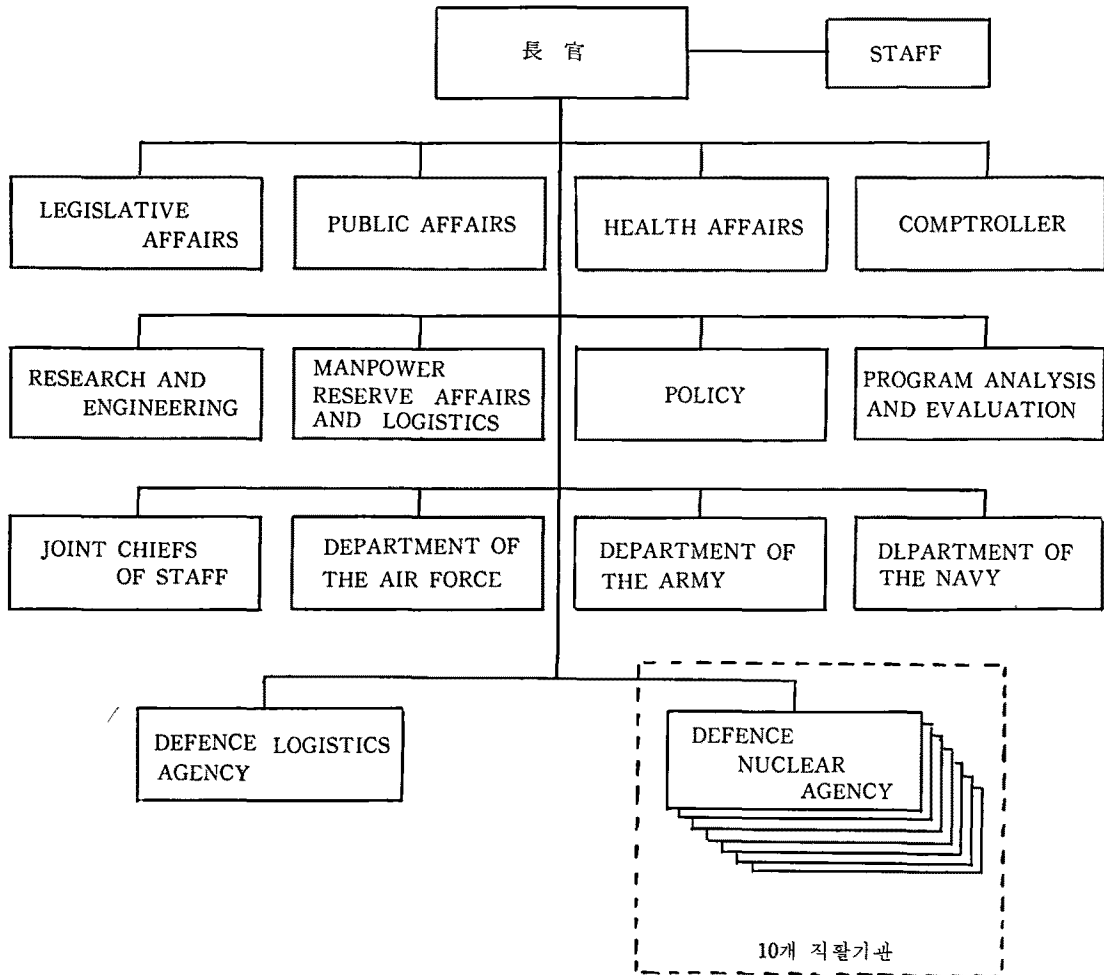 長 官
STAFF
LEGISLATIVE
AFFAIRS
PUBLIC AFFAIRS
HEALTH AFFAIRS
COMPTROLLER
RESEARCH AND
ENGINEERING
MANPOWER
RESERVE AFFAIRS
AND LOGISTICS
POLICY
PROGRAM ANALYSIS
AND EVALUATION
JOINT CHIEFS
OF STAFF
DEPARTMENT OF
THE AIR FORCE
DEPARTMENT OF
THE ARMY
DEPARTMENT OF
THE NAVY
DEFENCE LOGISTICS
AGENCY
DEFENCE
NUCLEAR
AGENCY
10개 직활기관